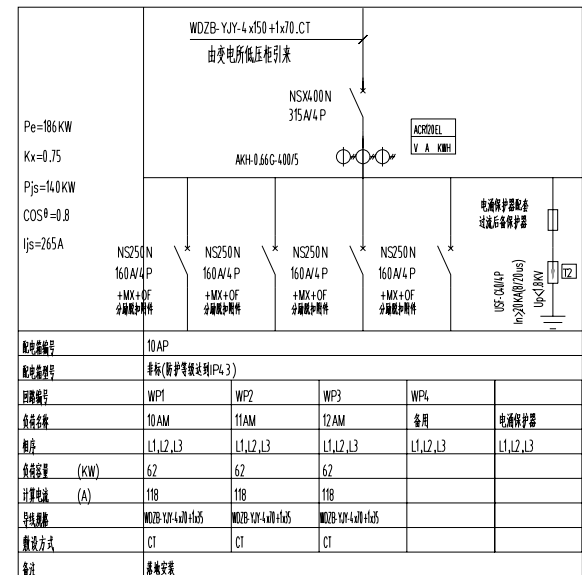 WDZB-YJY-4x150+1x70.CT
由变电所低压柜引来
NSX400N
315A/4P
ACR120EL
V A KWH
AKH-0.66G-400/5
Pe=186KW
Kx=0.75
Pjs=140KW
COSθ=0.8
Ijs=265A
电涌保护器配套
过流后备保护器
NS250N NS250N NS250N NS250N
160A/4P 160A/4P 160A/4P 160A/4P
+MX+OF +MX+OF +MX+OF +MX+OF
分励脱扣附件 分励脱扣附件 分励脱扣附件 分励脱扣附件
USF-C40/4P
In≥20KA(8/20us)
Up≤1.8KV
T2
配电箱编号 10AP
配电箱型号 非标(防护等级达到IP43)
回路编号 WP1 WP2 WP3 WP4
负荷名称 10AM 11AM 12AM 备用 电涌保护器
相序 L1,L2,L3 L1,L2,L3 L1,L2,L3 L1,L2,L3 L1,L2,L3
负荷容量 (KW) 62 62 62
计算电流 (A) 118 118 118
导线规格 WDZB-YJY-4x70+1x35 WDZB-YJY-4x70+1x35 WDZB-YJY-4x70+1x35
敷设方式 CT CT CT
备注 落地安装